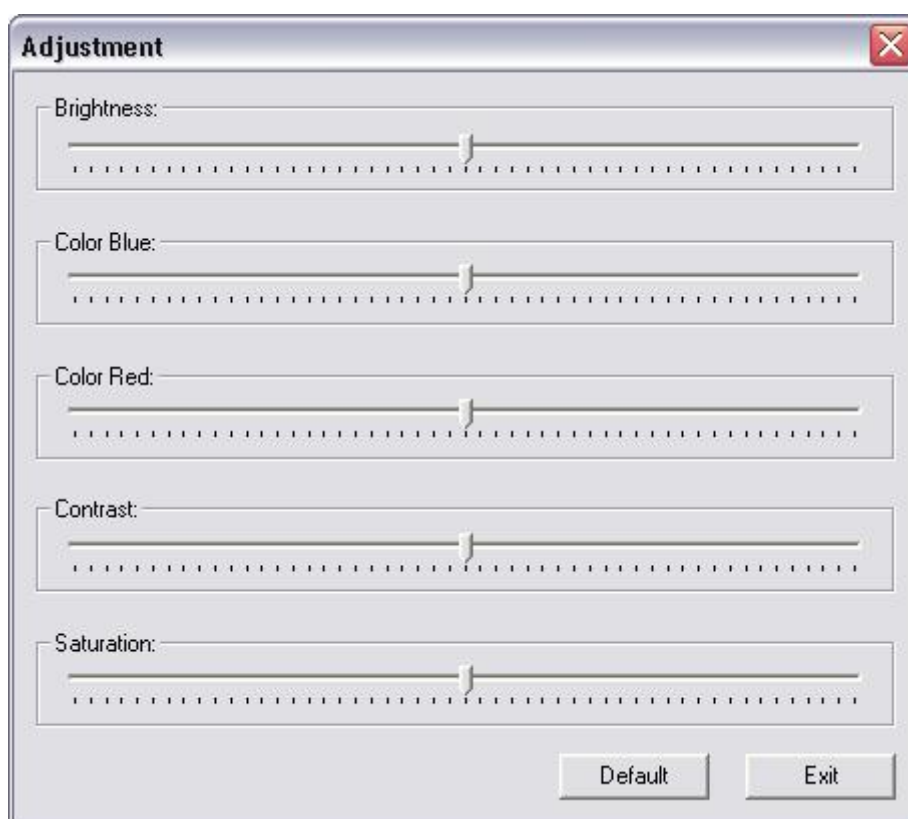 Adjustment
Brightness:
Color Blue:
Color Red:
Contrast:
Saturation:
Default Exit